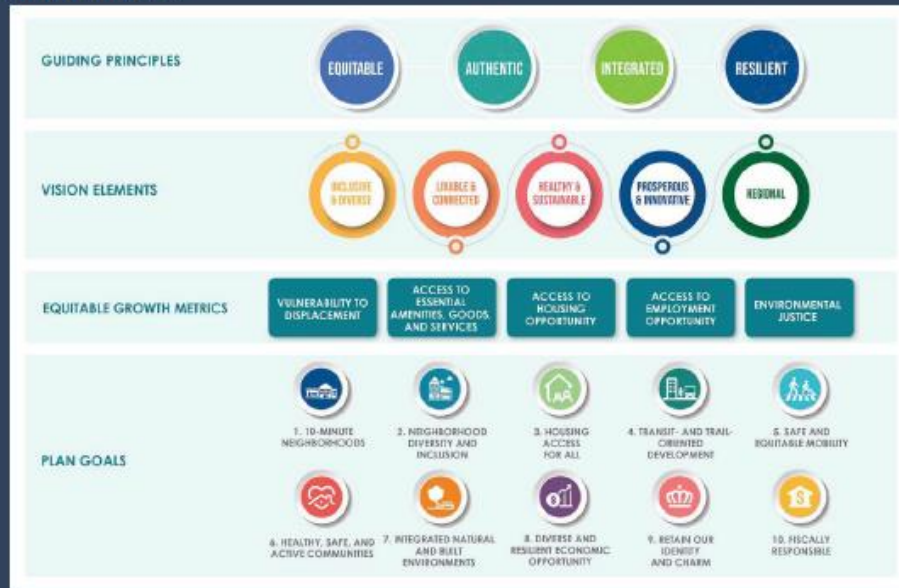 GUIDING PRINCIPLES
EQUITABLE
AUTHENTIC
INTEGRATED
RESILIENT
VISION ELEMENTS
INCLUSIVE
& DIVERSE
LIVABLE &
CONNECTED
HEALTHY &
SUSTAINABLE
PROSPEROUS
& INNOVATIVE
REGIONAL
EQUITABLE GROWTH METRICS
VULNERABILITY TO
DISPLACEMENT
ACCESS TO
ESSENTIAL
AMENITIES, GOODS,
AND SERVICES
ACCESS TO
HOUSING
OPPORTUNITY
ACCESS TO
EMPLOYMENT
OPPORTUNITY
ENVIRONMENTAL
JUSTICE
PLAN GOALS
1. 10-MINUTE
NEIGHBORHOODS
2. NEIGHBORHOOD
DIVERSITY AND
INCLUSION
3. HOUSING
ACCESS
FOR ALL
4. TRANSIT- AND TRAIL-
ORIENTED
DEVELOPMENT
5. SAFE AND
EQUITABLE MOBILITY
6. HEALTHY, SAFE, AND
ACTIVE COMMUNITIES
7. INTEGRATED NATURAL
AND BUILT
ENVIRONMENTS
8. DIVERSE AND
RESILIENT ECONOMIC
OPPORTUNITY
9. RETAIN OUR
IDENTITY
AND CHARM
10. FISCALLY
RESPONSIBLE